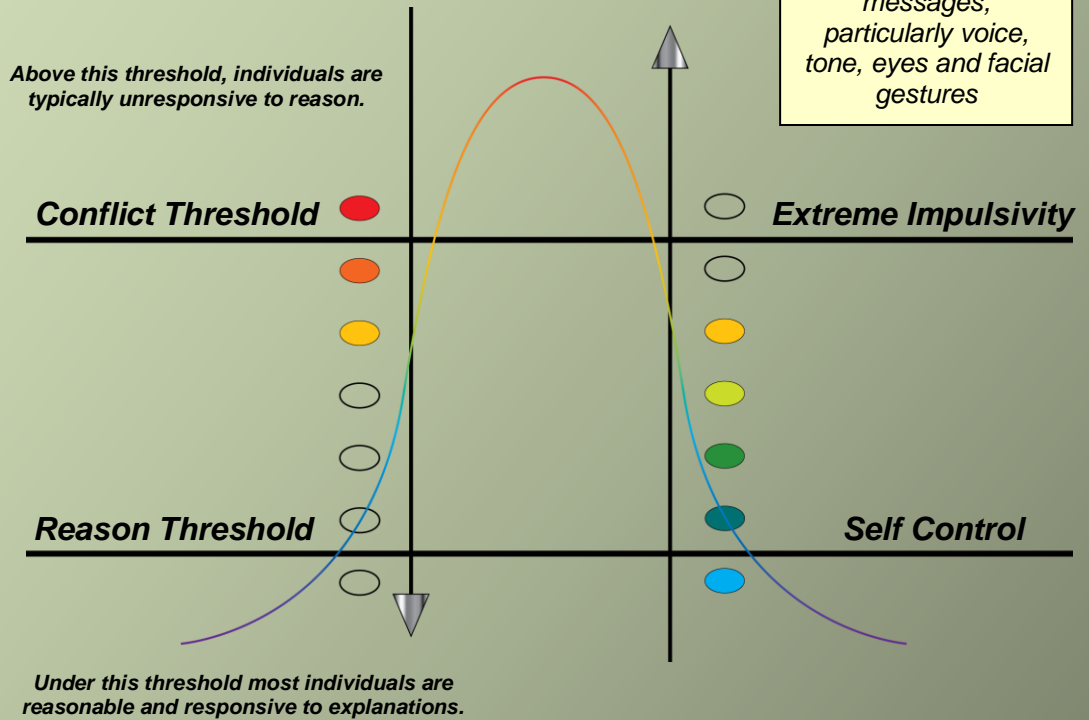 messages,
particularly voice,
tone, eyes and facial
gestures
Above this threshold, individuals are
typically unresponsive to reason.
Conflict Threshold
Extreme Impulsivity
Reason Threshold
Self Control
Under this threshold most individuals are
reasonable and responsive to explanations.